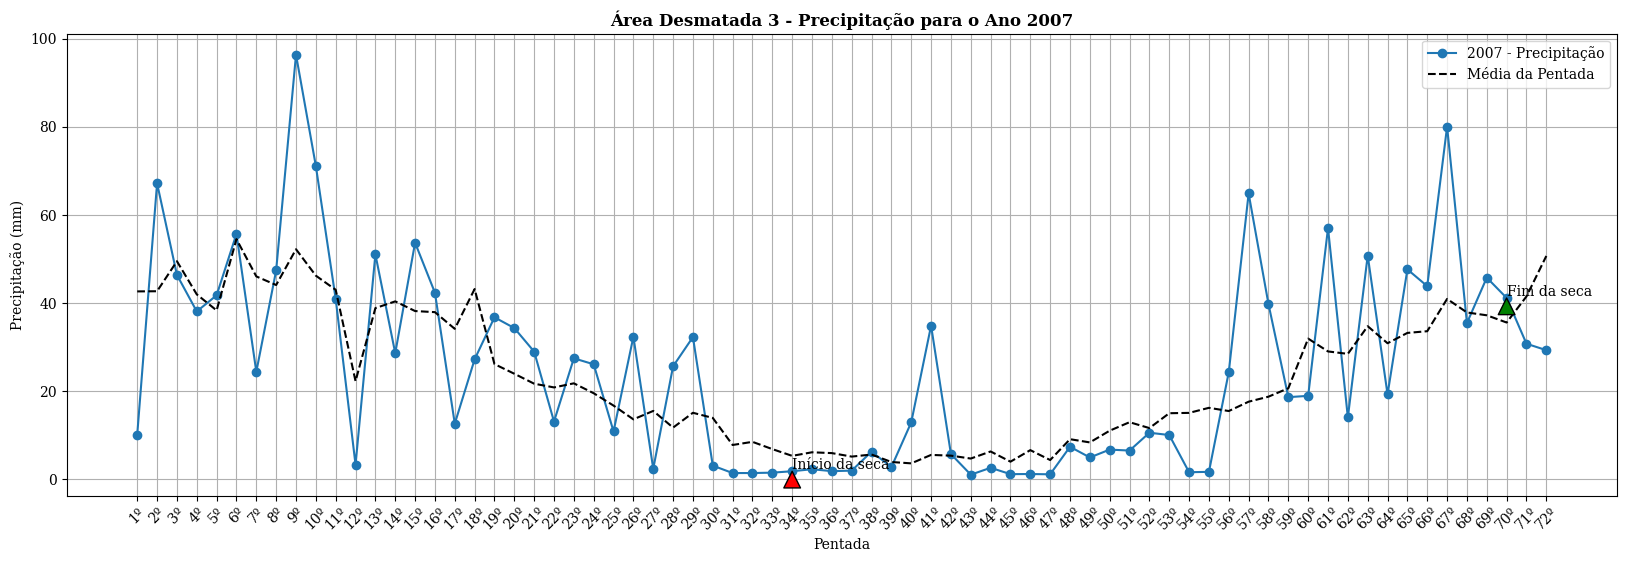 Área Desmatada 3 - Precipitação para o Ano 2007
Precipitação (mm)
100
80
60
40
20
0
2007 - Precipitação
Média da Pentada
Início da seca
Fim da seca
1º 2º 3º 4º 5º 6º 7º 8º 9º 10º 11º 12º 13º 14º 15º 16º 17º 18º 19º 20º 21º 22º 23º 24º 25º 26º 27º 28º 29º 30º 31º 32º 33º 34º 35º 36º 37º 38º 39º 40º 41º 42º 43º 44º 45º 46º 47º 48º 49º 50º 51º 52º 53º 54º 55º 56º 57º 58º 59º 60º 61º 62º 63º 64º 65º 66º 67º 68º 69º 70º 71º 72º
Pentada